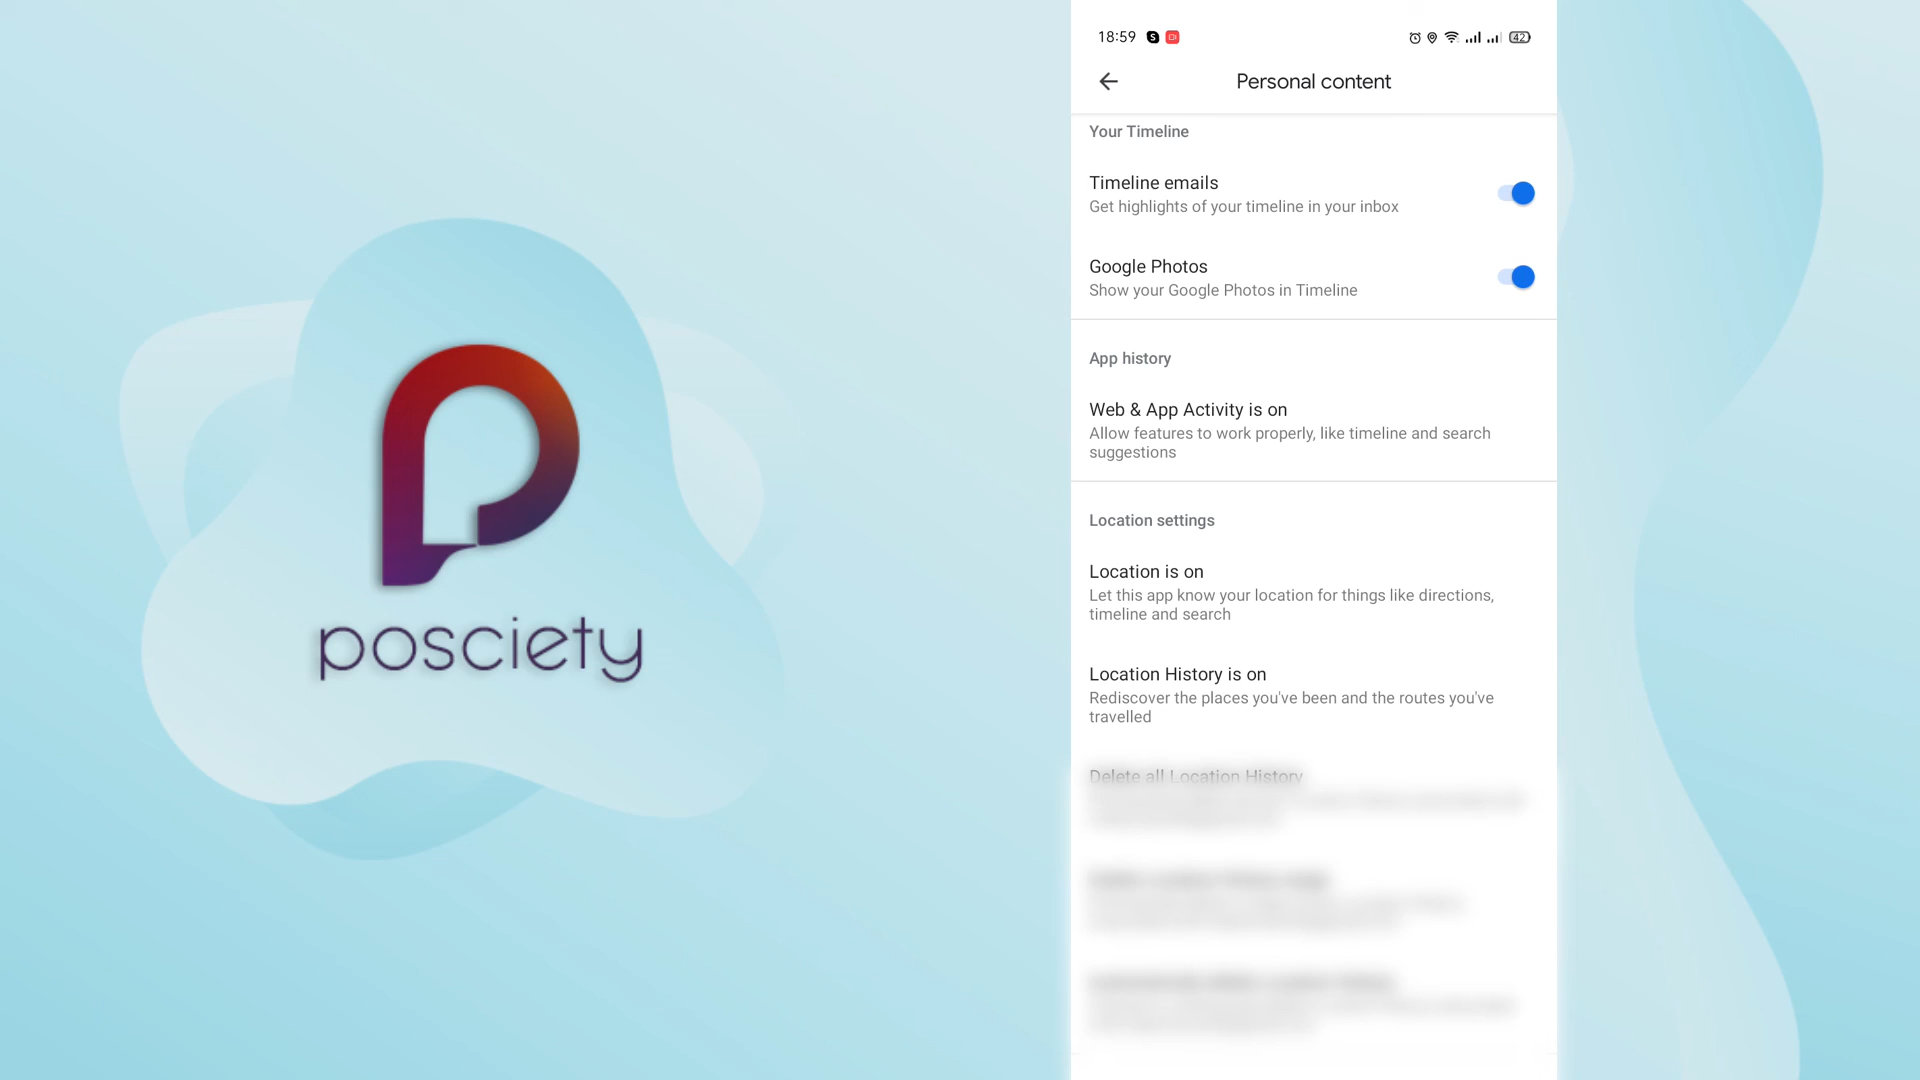 posciety
18:59
42
Personal content
Your Timeline
Timeline emails
Get highlights of your timeline in your inbox
Google Photos
Show your Google Photos in Timeline
App history
Web & App Activity is on
Allow features to work properly, like timeline and search
suggestions
Location settings
Location is on
Let this app know your location for things like directions,
timeline and search
Location History is on
Rediscover the places you've been and the routes you've
travelled
Delete all Location History